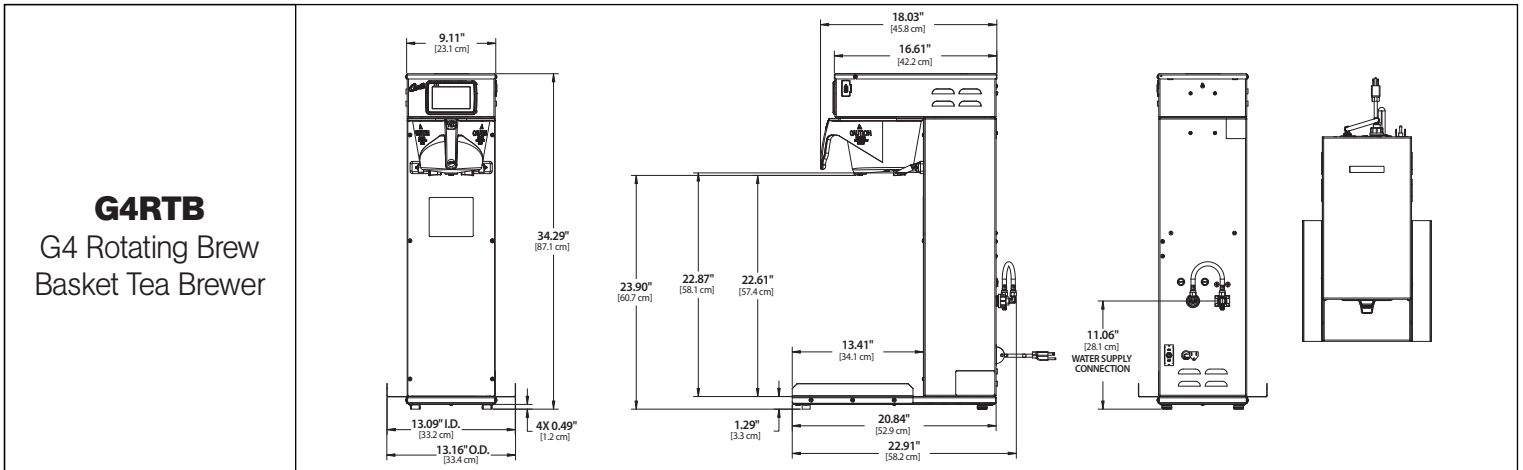 G4RTB
G4 Rotating Brew
Basket Tea Brewer
9.11"
[23.1 cm]
34.29"
[87.1 cm]
13.09" I.D.
[33.2 cm]
13.16" O.D.
[33.4 cm]
4X 0.49"
[1.2 cm]
18.03"
[45.8 cm]
16.61"
[42.2 cm]
CAUTION
23.90"
[60.7 cm]
22.87"
[58.1 cm]
22.61"
[57.4 cm]
13.41"
[34.1 cm]
1.29"
[3.3 cm]
20.84"
[52.9 cm]
22.91"
[58.2 cm]
11.06"
[28.1 cm]
WATER SUPPLY
CONNECTION